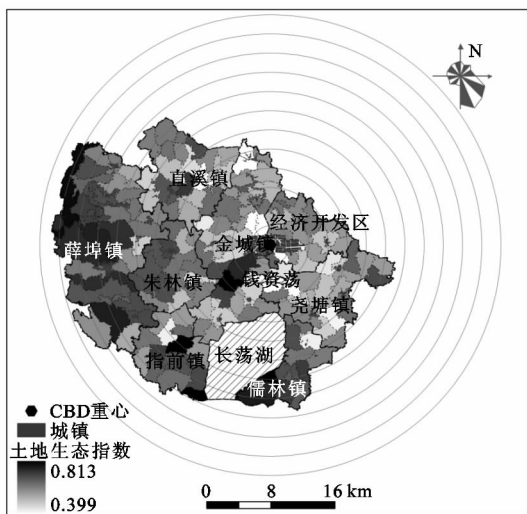 N
直溪镇
经济开发区
金城镇
薛埠镇
朱林镇
钱资荡
尧塘镇
指前镇
长荡湖
儒林镇
CBD重心
城镇
土地生态指数
0.813
0.399
0 8 16 km